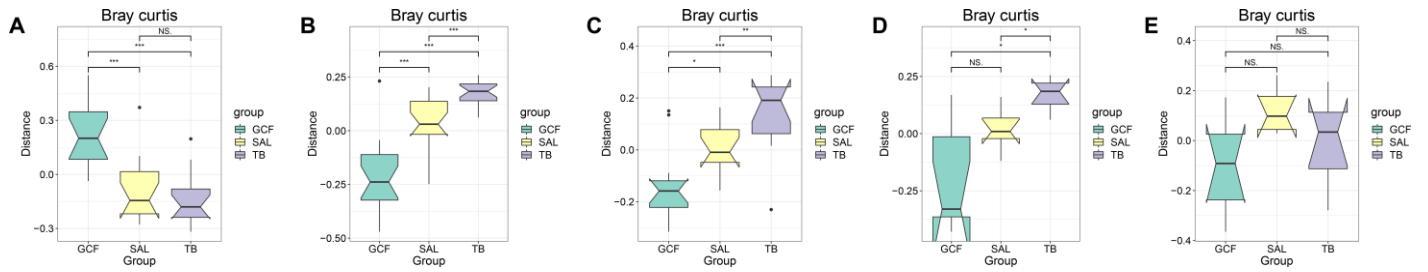 A
Bray curtis
NS.
***
***
0.6
0.3
0.0
−0.3
Distance
GCF
SAL
TB
Group
group
GCF
SAL
TB
B
Bray curtis
***
***
***
0.25
0.00
−0.25
−0.50
Distance
GCF
SAL
TB
Group
group
GCF
SAL
TB
C
Bray curtis
**
***
*
0.4
0.2
0.0
−0.2
Distance
GCF
SAL
TB
Group
group
GCF
SAL
TB
D
Bray curtis
*
*
NS.
0.25
0.00
−0.25
Distance
GCF
SAL
TB
Group
group
GCF
SAL
TB
E
Bray curtis
NS.
NS.
NS.
0.4
0.2
0.0
−0.2
−0.4
Distance
GCF
SAL
TB
Group
group
GCF
SAL
TB